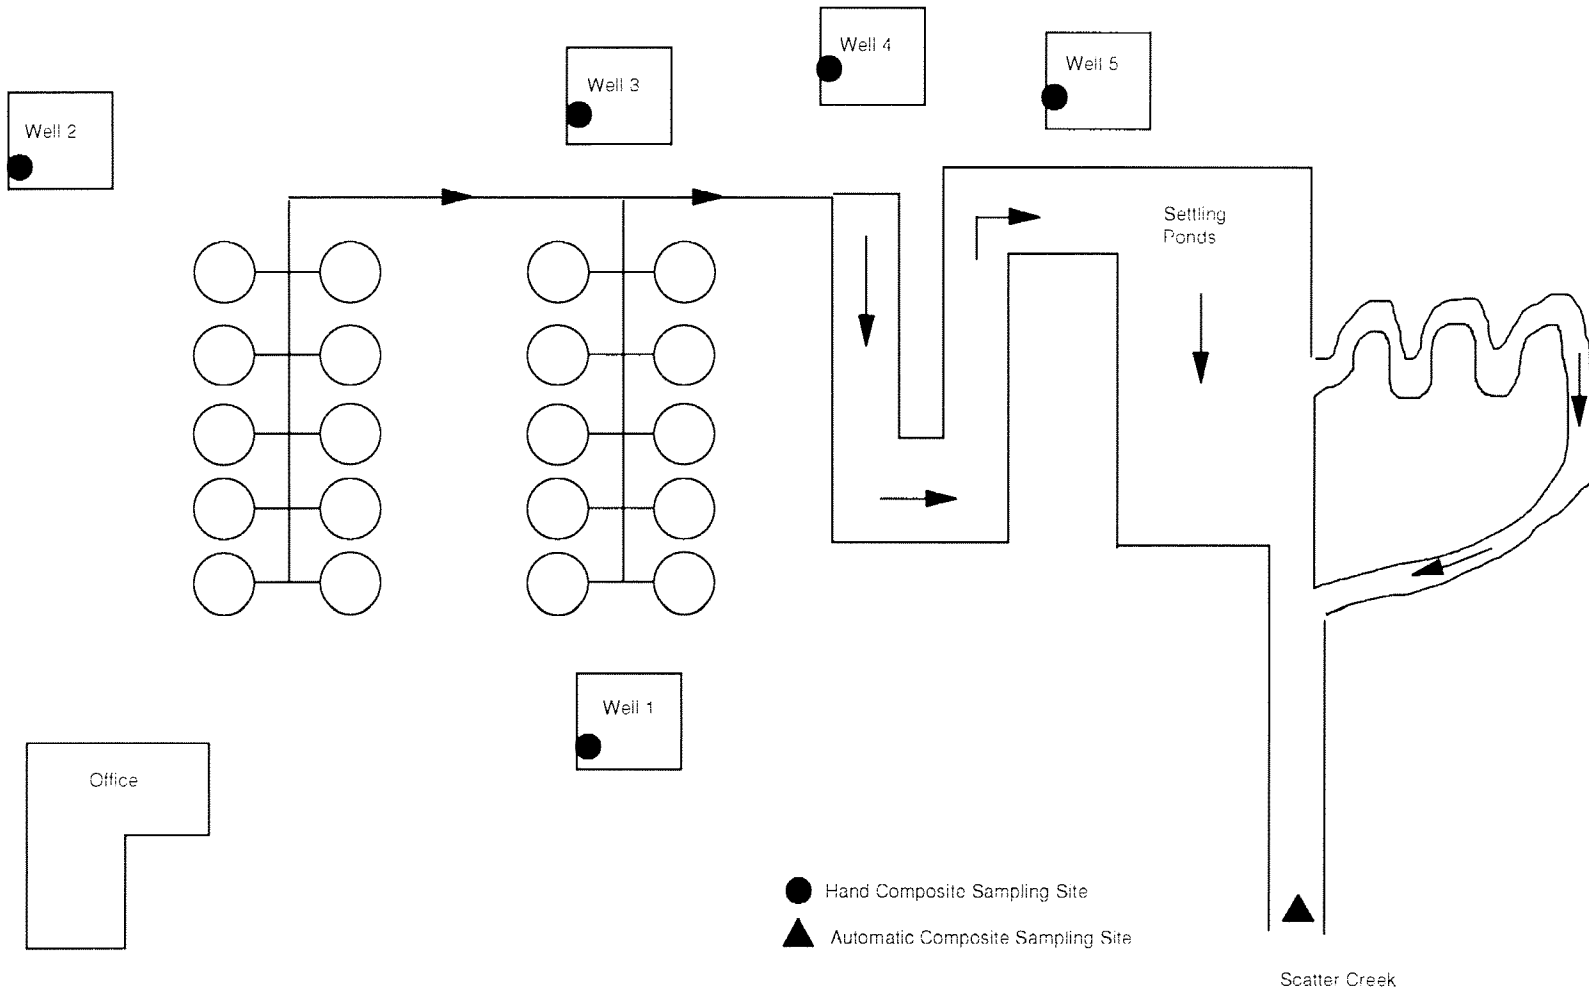 Well 4
Well 5
Well 3
Well 2
Settling
Ponds
Well 1
Office
Hand Composite Sampling Site
Automatic Composite Sampling Site
Scatter Creek